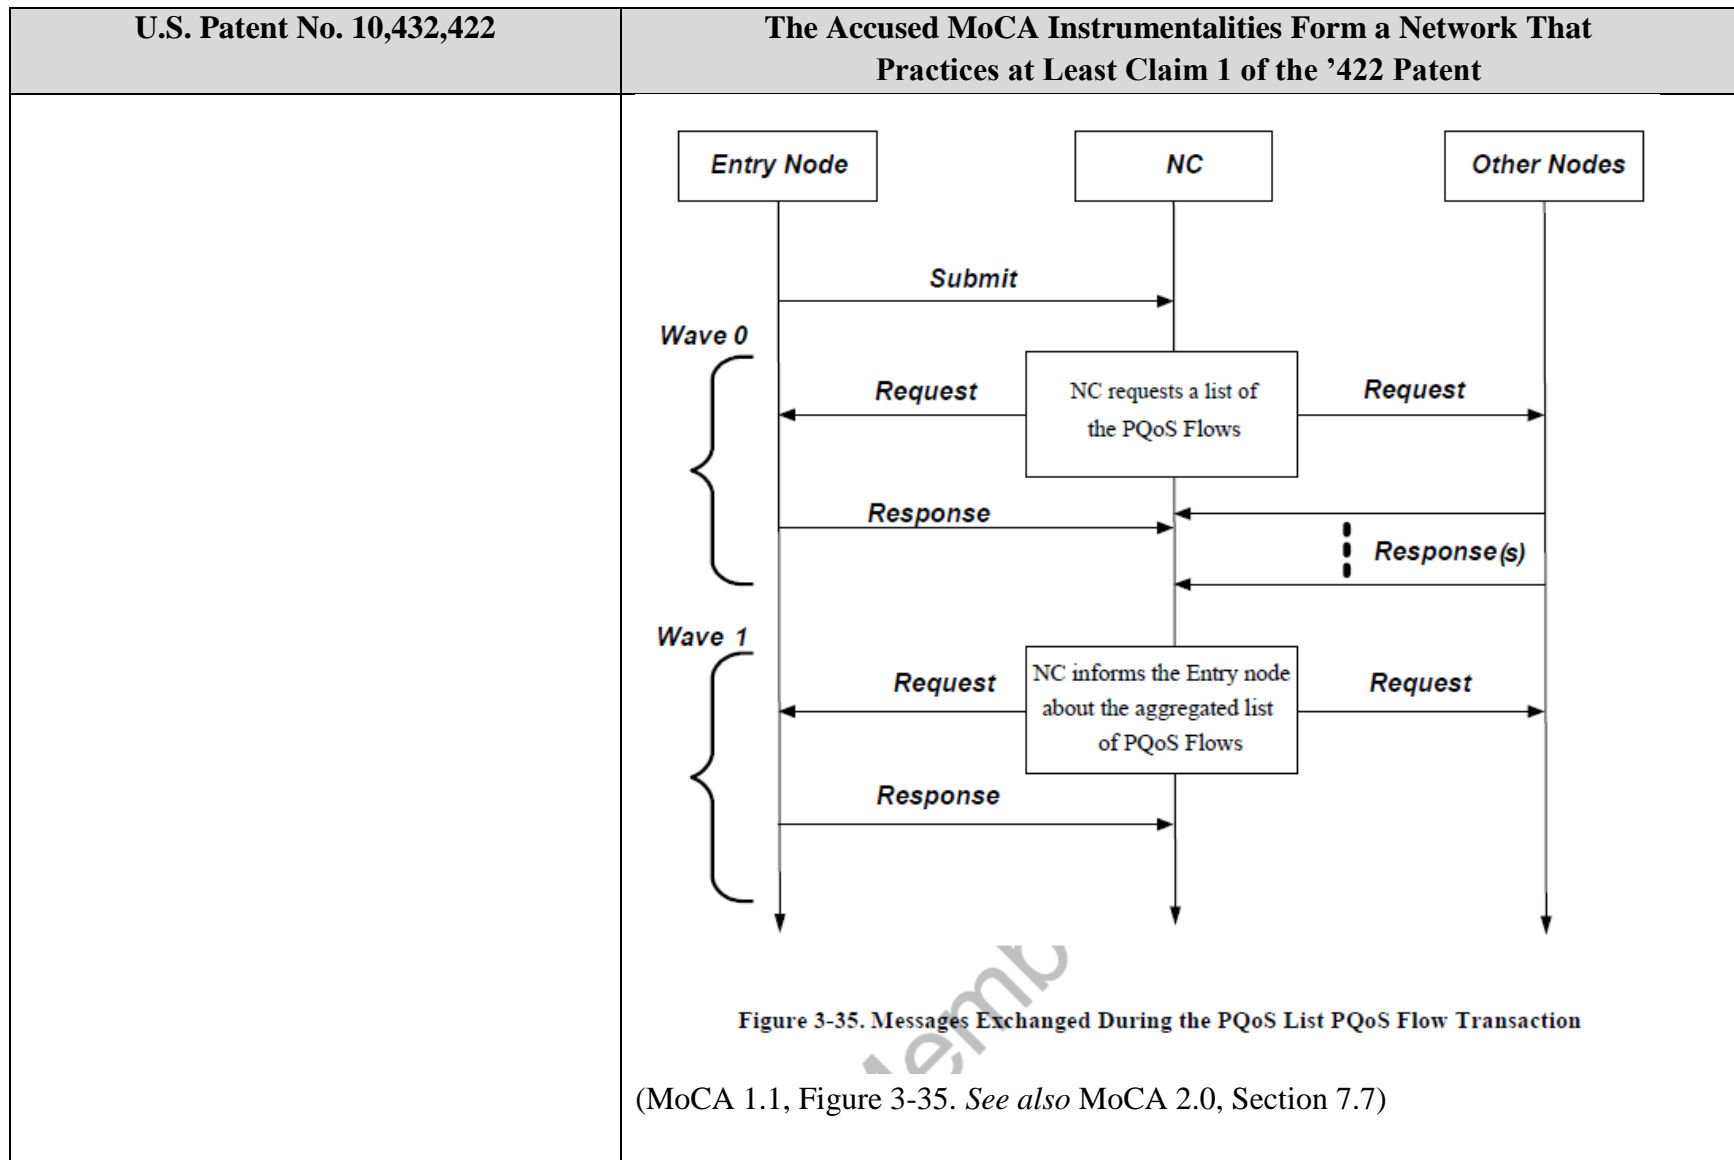 U.S. Patent No. 10,432,422
The Accused MoCA Instrumentalities Form a Network That
Practices at Least Claim 1 of the ’422 Patent
Entry Node
NC
Other Nodes
Submit
Wave 0
Request
NC requests a list of
the PQoS Flows
Request
Response
Response(s)
Wave 1
Request
NC informs the Entry node
about the aggregated list
of PQoS Flows
Request
Response
Figure 3-35. Messages Exchanged During the PQoS List PQoS Flow Transaction
(MoCA 1.1, Figure 3-35. See also MoCA 2.0, Section 7.7)